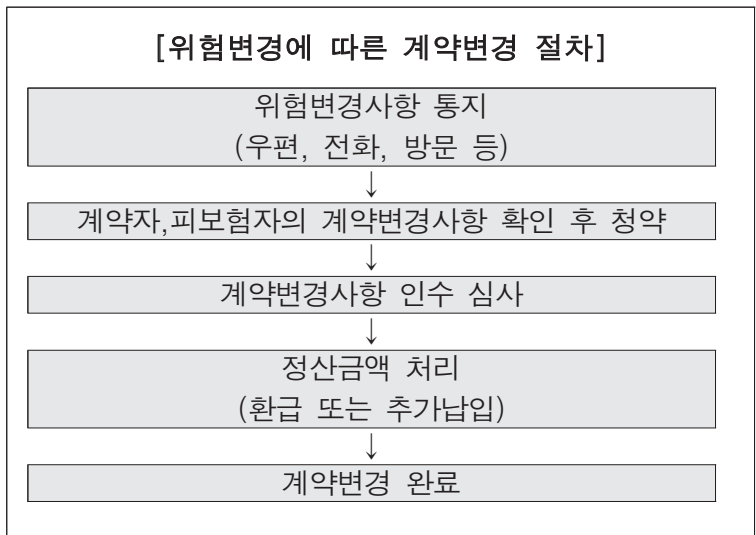 [위험변경에 따른 계약변경 절차]
위험변경사항 통지
(우편, 전화, 방문 등)
↓
계약자,피보험자의 계약변경사항 확인 후 청약
↓
계약변경사항 인수 심사
↓
정산금액 처리
(환급 또는 추가납입)
↓
계약변경 완료